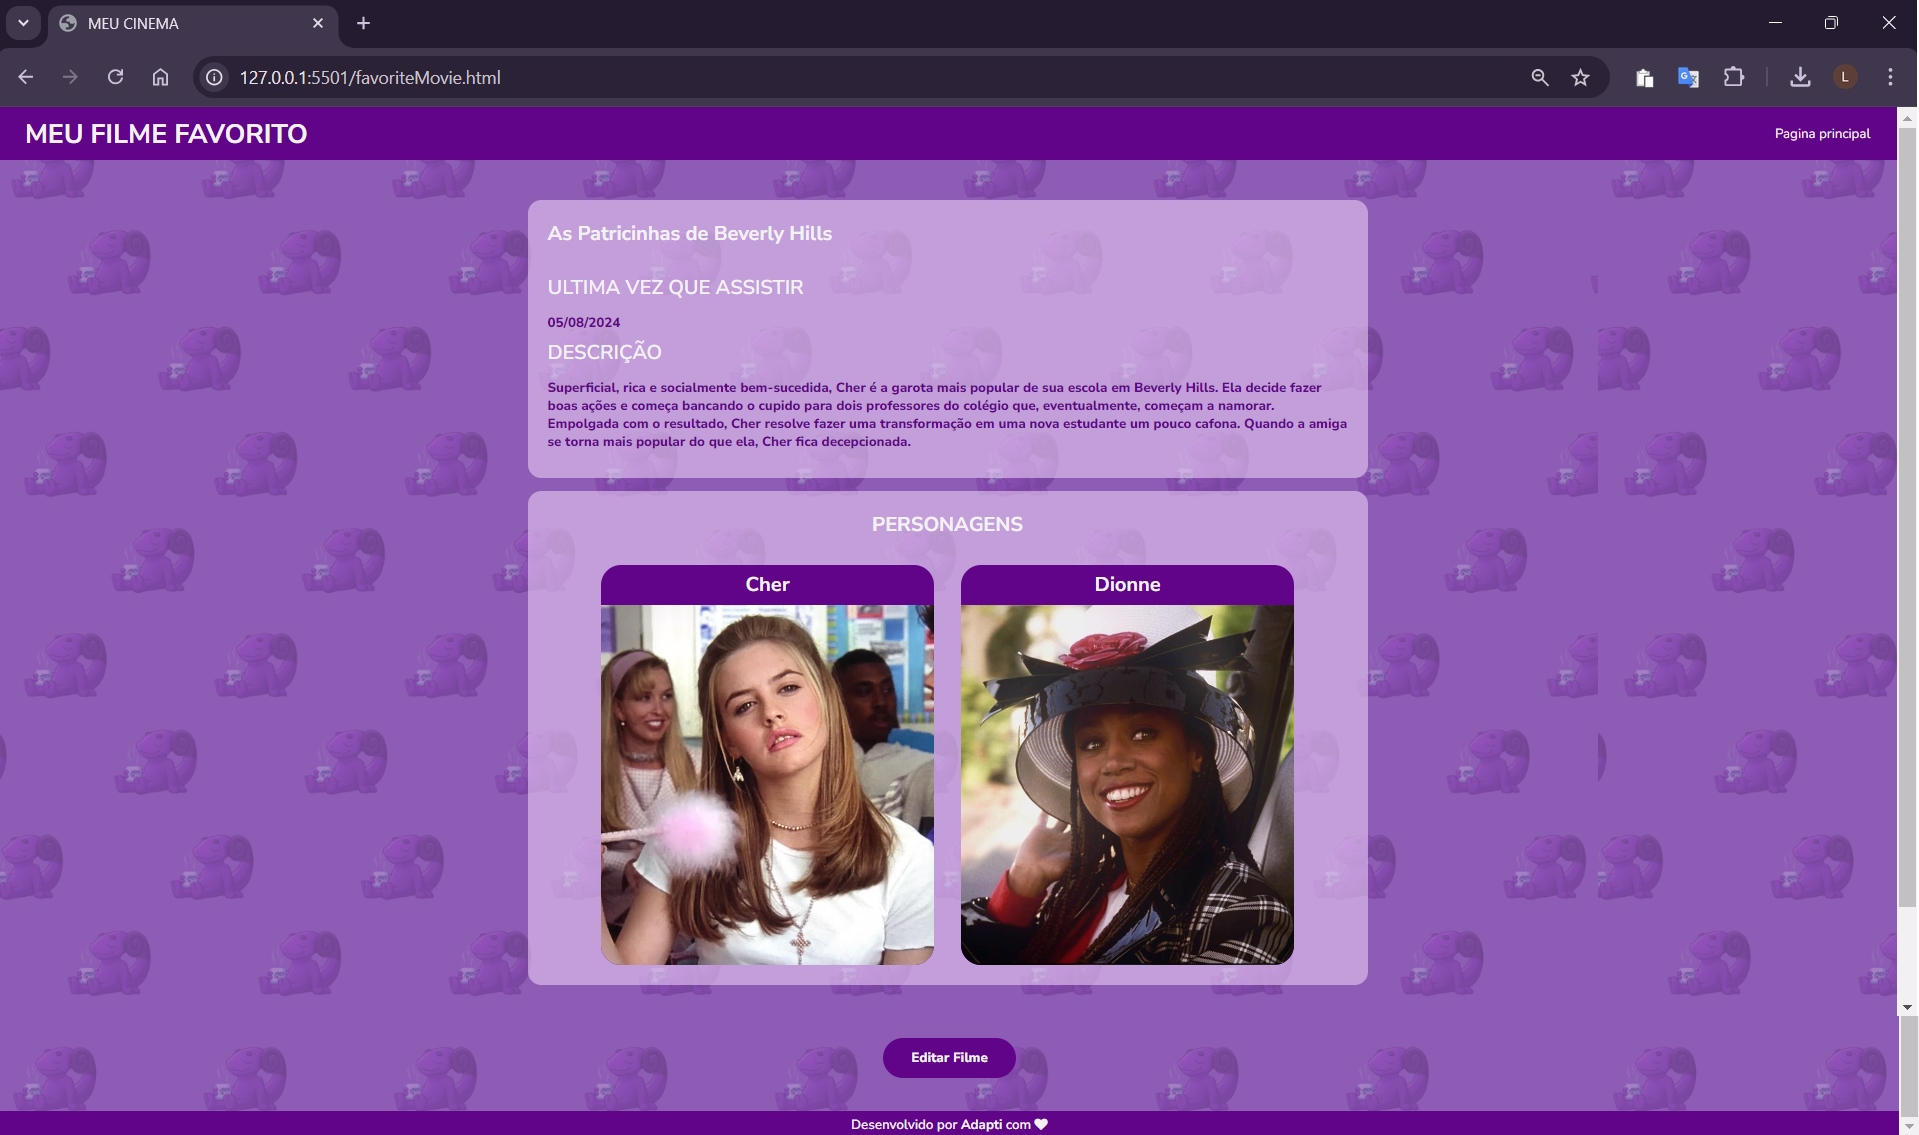 MEU CINEMA
127.0.0.1:5501/favoriteMovie.html
L
MEU FILME FAVORITO
Pagina principal
As Patricinhas de Beverly Hills
ULTIMA VEZ QUE ASSISTIR
05/08/2024
DESCRIÇÃO
Superficial, rica e socialmente bem-sucedida, Cher é a garota mais popular de sua escola em Beverly Hills. Ela decide fazer
boas ações e começa bancando o cupido para dois professores do colégio que, eventualmente, começam a namorar.
Empolgada com o resultado, Cher resolve fazer uma transformação em uma nova estudante um pouco cafona. Quando a amiga
se torna mais popular do que ela, Cher fica decepcionada.
PERSONAGENS
Cher
Dionne
Editar Filme
Desenvolvido por Adapti com